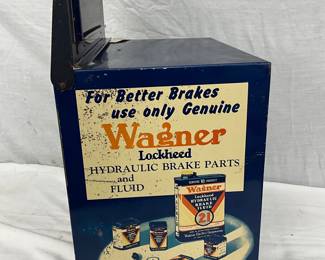 For Better Brakes
use only Genuine
Wagner
Lockheed
HYDRAULIC BRAKE PARTS
and
FLUID
Wagner
Lockheed
HYDRAULIC
BRAKE
FLUID
21